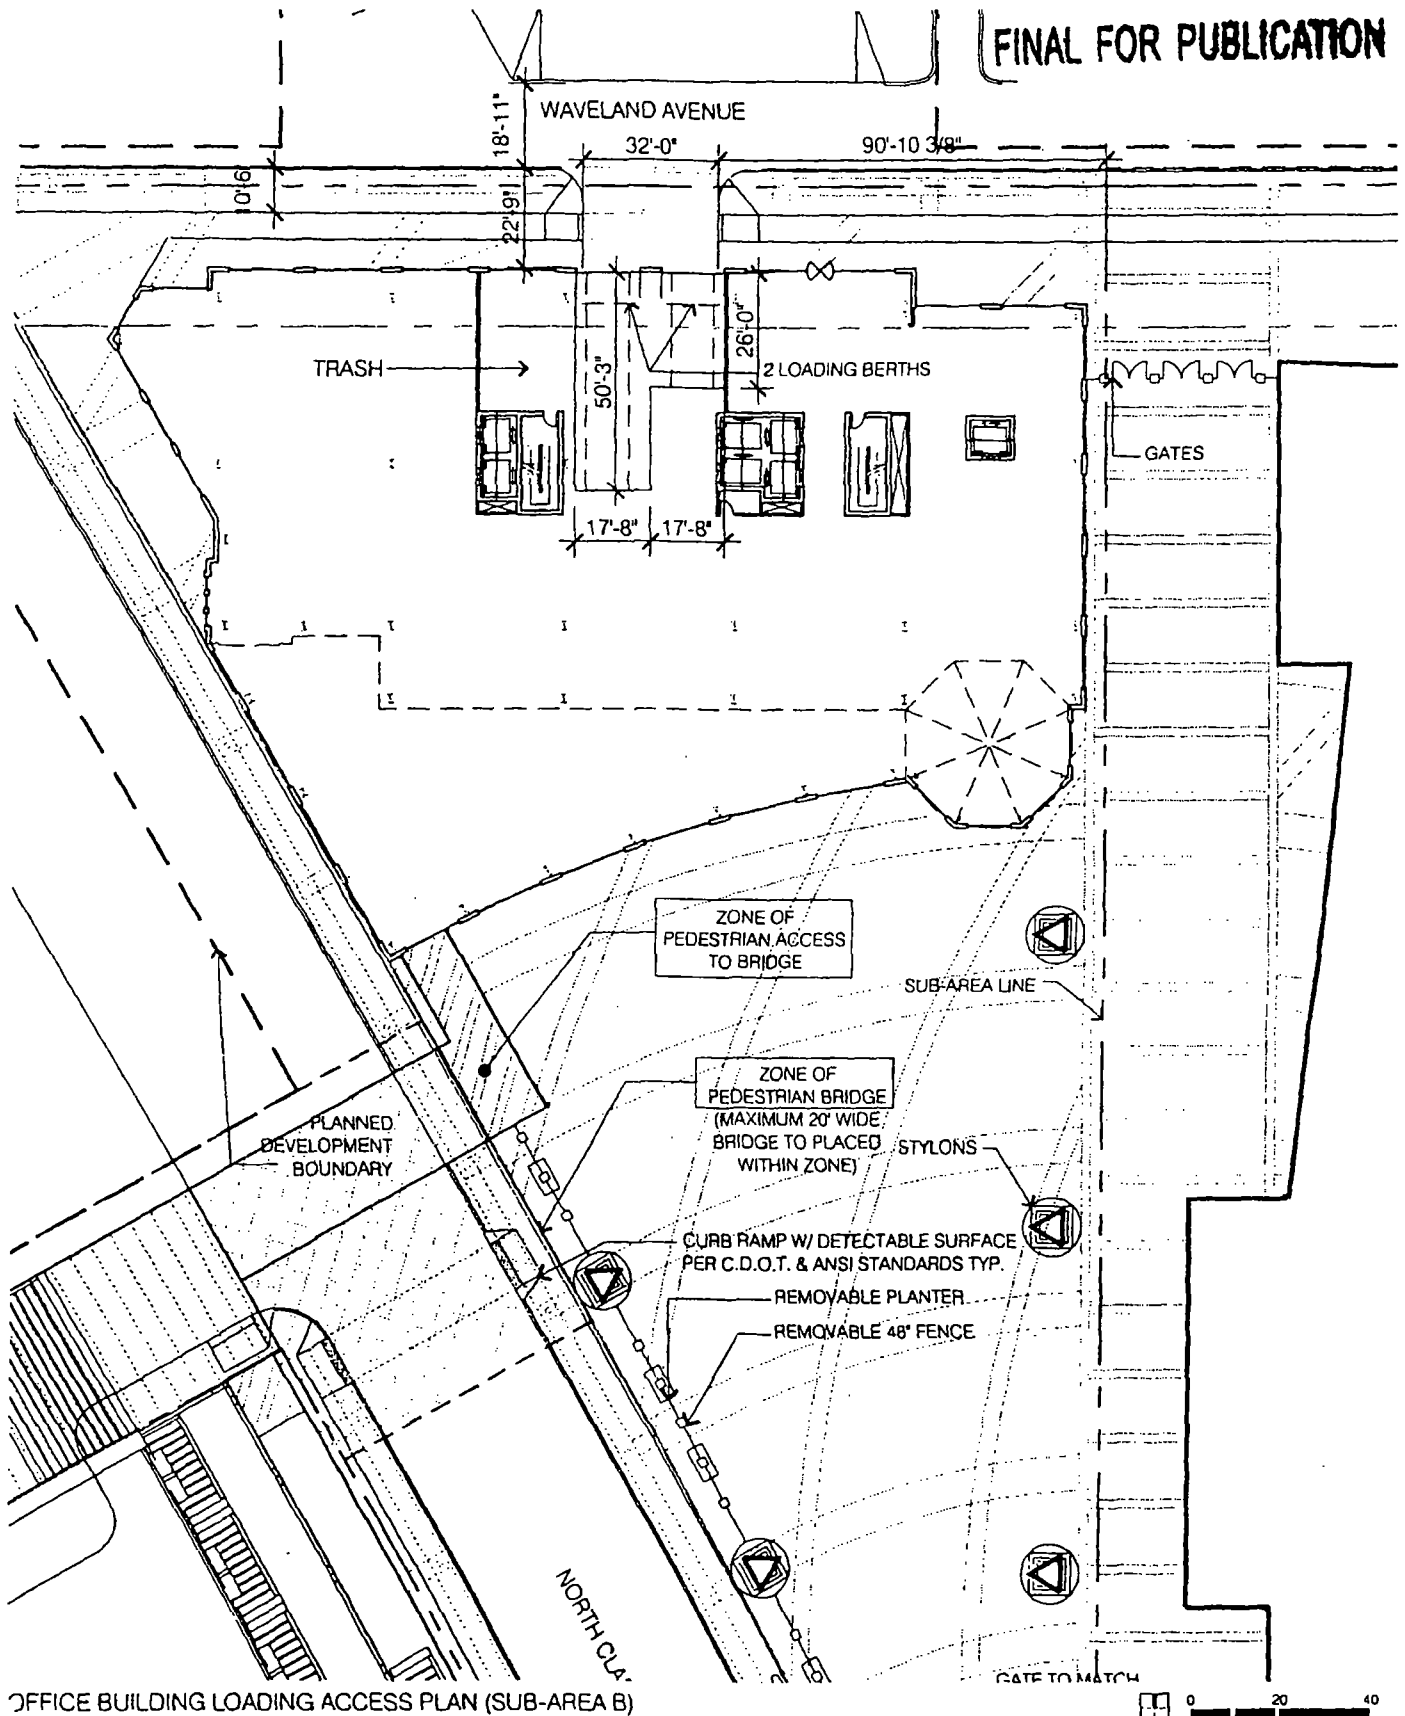 FINAL FOR PUBLICATION
WAVELAND AVENUE
18'-11"
32'-0"
90'-10 3/8"
10'-6
22'-9"
26'-0"
50'-3"
TRASH
2 LOADING BERTHS
GATES
17'-8"
17'-8"
ZONE OF
PEDESTRIAN ACCESS
TO BRIDGE
SUB-AREA LINE
ZONE OF
PEDESTRIAN BRIDGE
(MAXIMUM 20' WIDE
BRIDGE TO PLACED
WITHIN ZONE)
PLANNED
DEVELOPMENT
BOUNDARY
STYLONS
CURB RAMP W/ DETECTABLE SURFACE
PER C.D.O.T. & ANSI STANDARDS TYP.
REMOVABLE PLANTER
REMOVABLE 48" FENCE
NORTH CLA
GATE TO MATCH
OFFICE BUILDING LOADING ACCESS PLAN (SUB-AREA B)
0 20 40